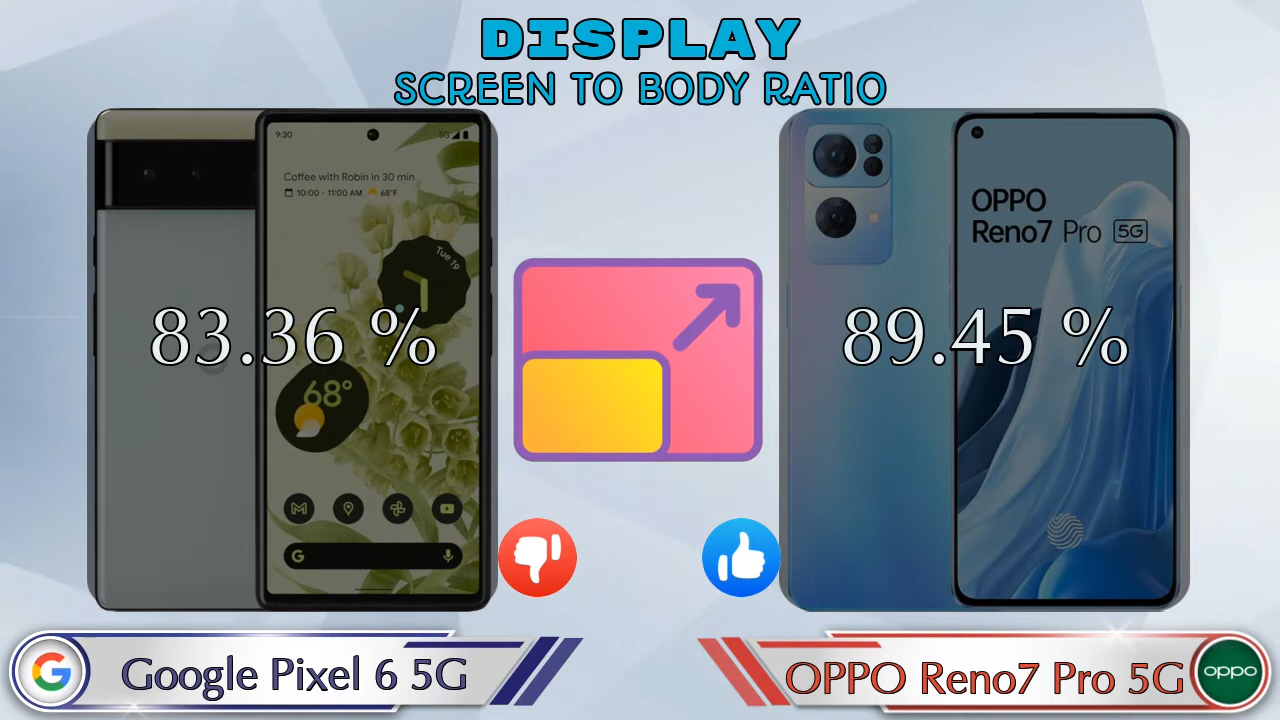 DISPLAY
SCREEN TO BODY RATIO
9:30
5G
Coffee with Robin in 30 min
10:00 - 11:00 AM 68°F
Tue 19
68°
OPPO
Reno7 Pro 5G
83.36 %
89.45 %
Google Pixel 6 5G
OPPO Reno7 Pro 5G
oppo